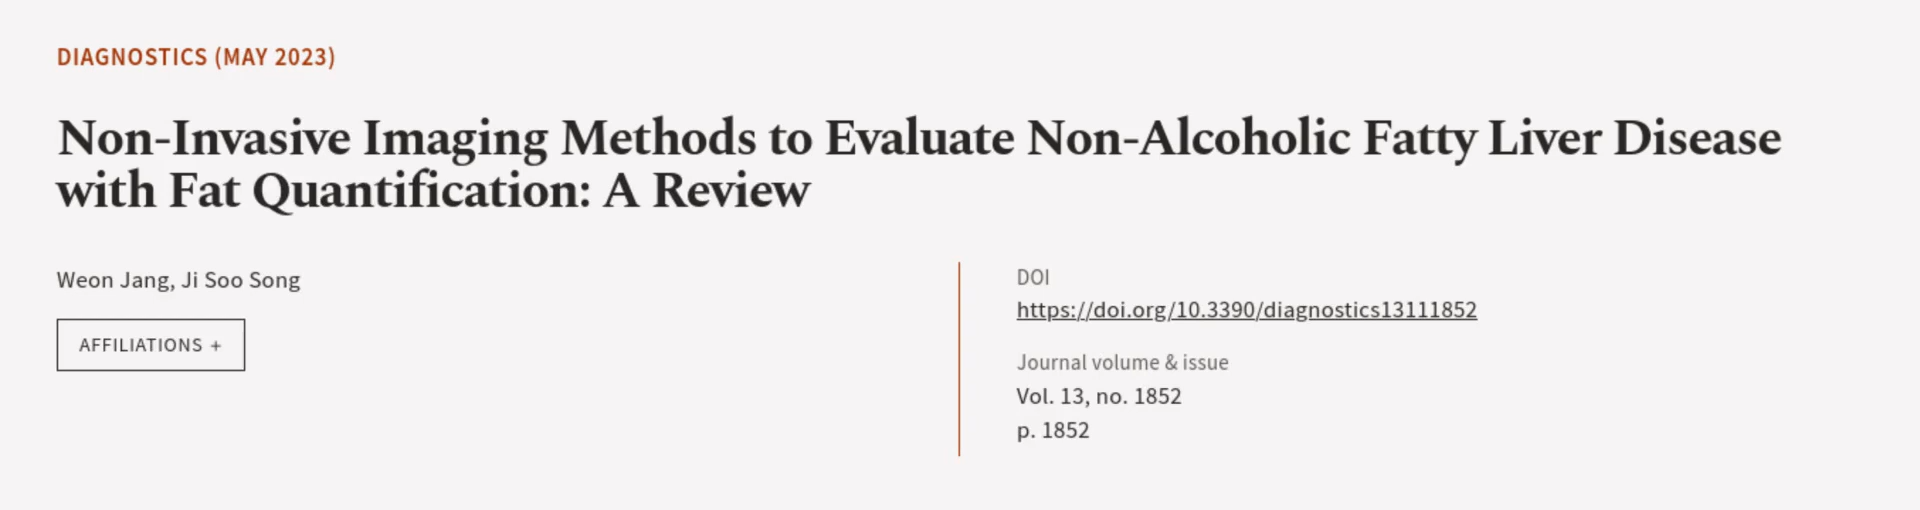 DIAGNOSTICS (MAY 2023)
Non-Invasive Imaging Methods to Evaluate Non-Alcoholic Fatty Liver Disease
with Fat Quantification: A Review
Weon Jang, Ji Soo Song
AFFILIATIONS +
DOI
https://doi.org/10.3390/diagnostics13111852
Journal volume & issue
Vol. 13, no. 1852
p. 1852